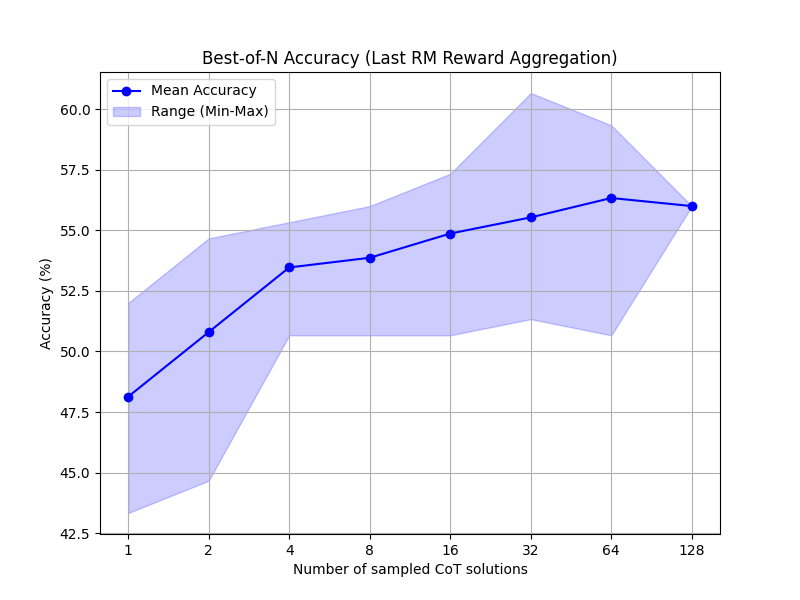 Best-of-N Accuracy (Last RM Reward Aggregation)
Mean Accuracy
Range (Min-Max)
60.0
57.5
55.0
52.5
50.0
47.5
45.0
42.5
Accuracy (%)
1 2 4 8 16 32 64 128
Number of sampled CoT solutions